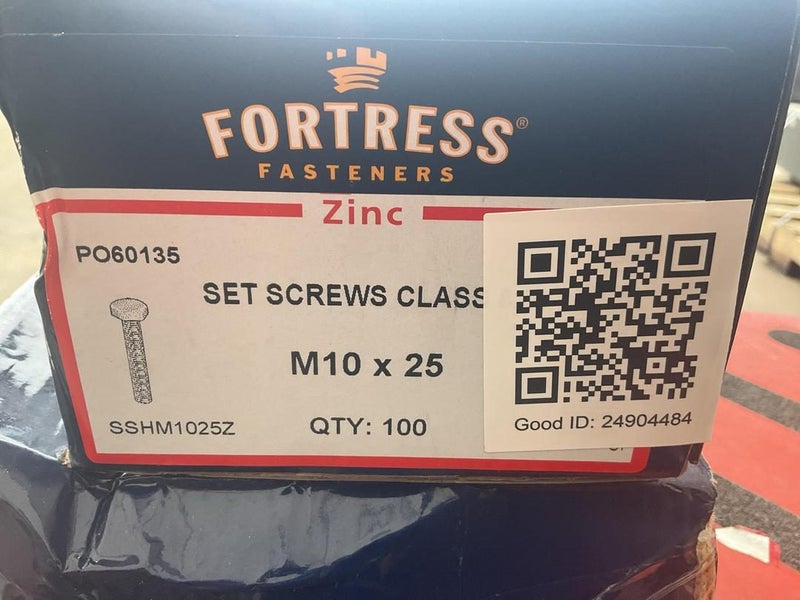 FORTRESS®
FASTENERS
Zinc
PO60135
SET SCREWS CLASS
M10 x 25
SSHM1025Z
QTY: 100
Good ID: 24904484